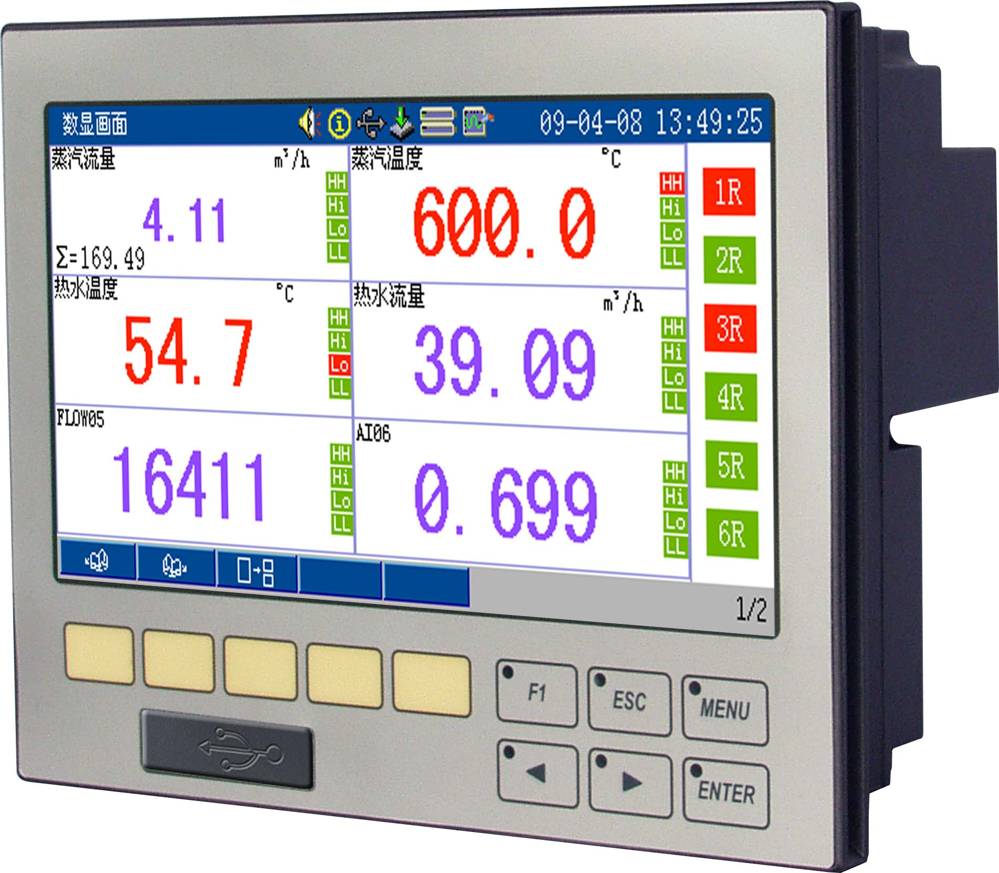 数显画面 09-04-08 13:49:25
蒸汽流量 m³/h
HH
Hi
4.11
Lo
LL
Σ=169.49
蒸汽温度 °C
HH
Hi
600.0
Lo
LL
热水温度 °C
HH
Hi
54.7
Lo
LL
热水流量 m³/h
HH
Hi
39.09
Lo
LL
FLOW05
HH
Hi
16411
Lo
LL
AI06
HH
Hi
0.699
Lo
LL
1R
2R
3R
4R
5R
6R
1/2
F1 ESC MENU
ENTER